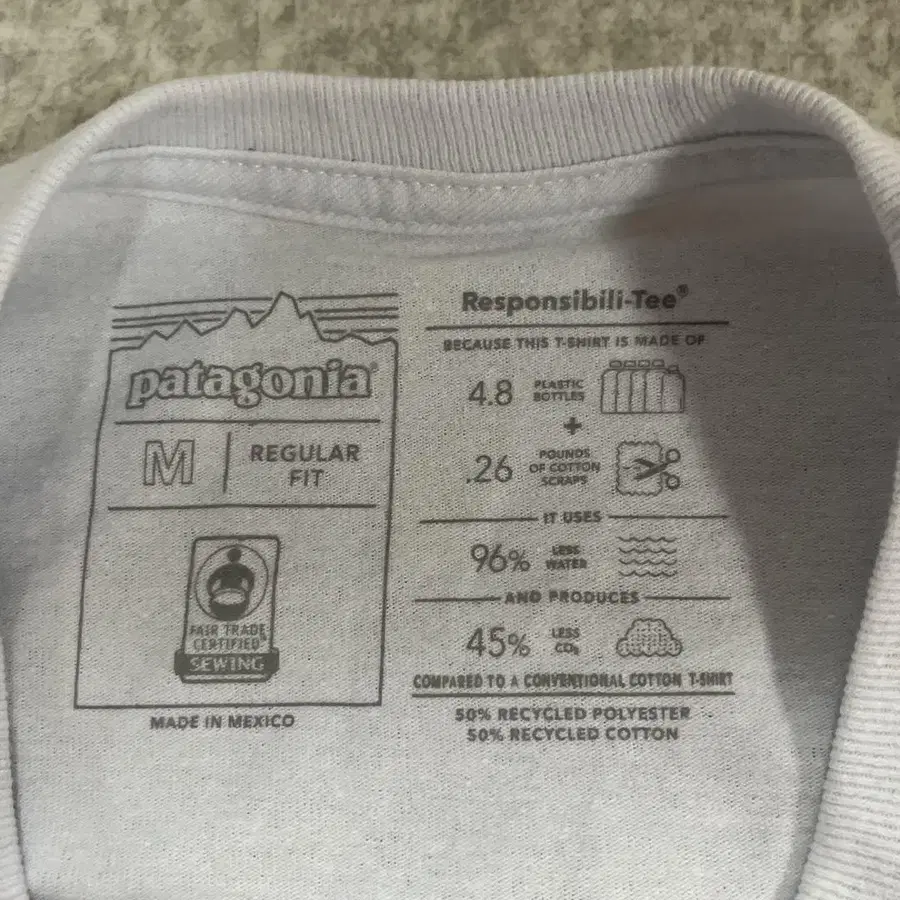 patagonia®
M
REGULAR
FIT
FAIR TRADE
CERTIFIED
SEWING
MADE IN MEXICO
Responsibili-Tee®
BECAUSE THIS T-SHIRT IS MADE OF
4.8 PLASTIC
BOTTLES
+
.26 POUNDS
OF COTTON
SCRAPS
IT USES
96% LESS
WATER
AND PRODUCES
45% LESS
CO₂
COMPARED TO A CONVENTIONAL COTTON T-SHIRT
50% RECYCLED POLYESTER
50% RECYCLED COTTON